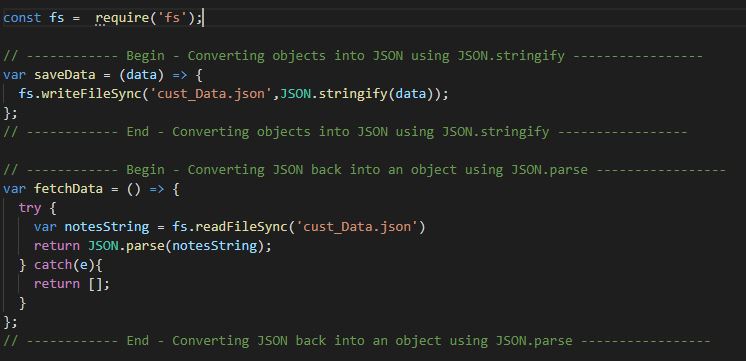 const fs =  require('fs');
// ------------ Begin - Converting objects into JSON using JSON.stringify -----------------
var saveData = (data) => {
  fs.writeFileSync('cust_Data.json',JSON.stringify(data));
};
// ------------ End - Converting objects into JSON using JSON.stringify -----------------
// ------------ Begin - Converting JSON back into an object using JSON.parse -----------------
var fetchData = () => {
  try {
    var notesString = fs.readFileSync('cust_Data.json')
    return JSON.parse(notesString);
  } catch(e){
    return [];
  }
};
// ------------ End - Converting JSON back into an object using JSON.parse -----------------